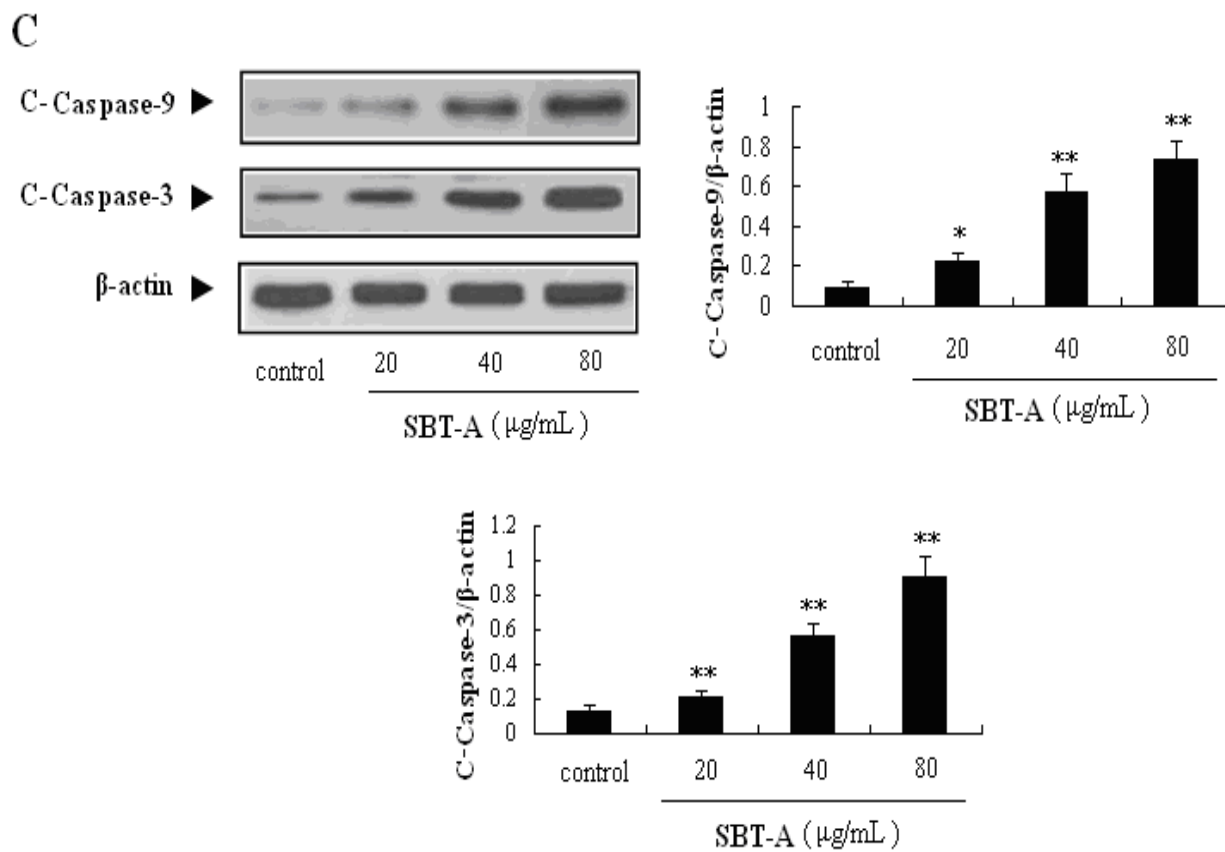 C
C-Caspase-9
C-Caspase-3
β-actin
control 20 40 80
SBT-A (μg/mL)
C-Caspase-9/β-actin
1
0.8
0.6
0.4
0.2
0
*
**
**
control 20 40 80
SBT-A (μg/mL)
C-Caspase-3/β-actin
1.2
1
0.8
0.6
0.4
0.2
0
**
**
**
control 20 40 80
SBT-A (μg/mL)